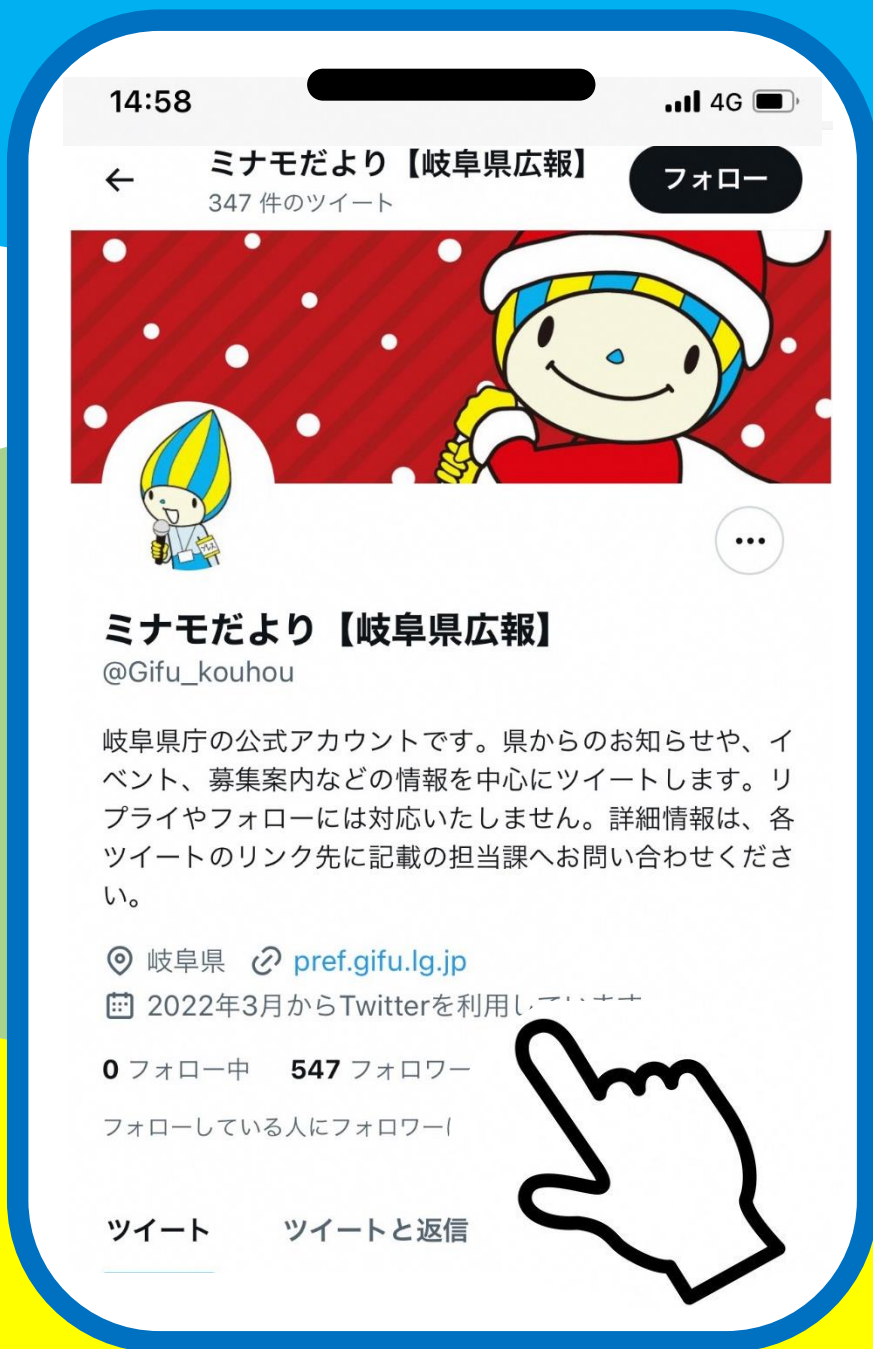 14:58
4G
ミナモだより【岐阜県広報】
フォロー
347 件のツイート
プレス
ミナモだより【岐阜県広報】
@Gifu_kouhou
岐阜県庁の公式アカウントです。県からのお知らせや、イ
ベント、募集案内などの情報を中心にツイートします。リ
プライやフォローには対応いたしません。詳細情報は、各
ツイートのリンク先に記載の担当課へお問い合わせくださ
い。
岐阜県 pref.gifu.lg.jp
2022年3月からTwitterを利用しています
0 フォロー中 547 フォロワー
フォローしている人にフォロワー
ツイート ツイートと返信